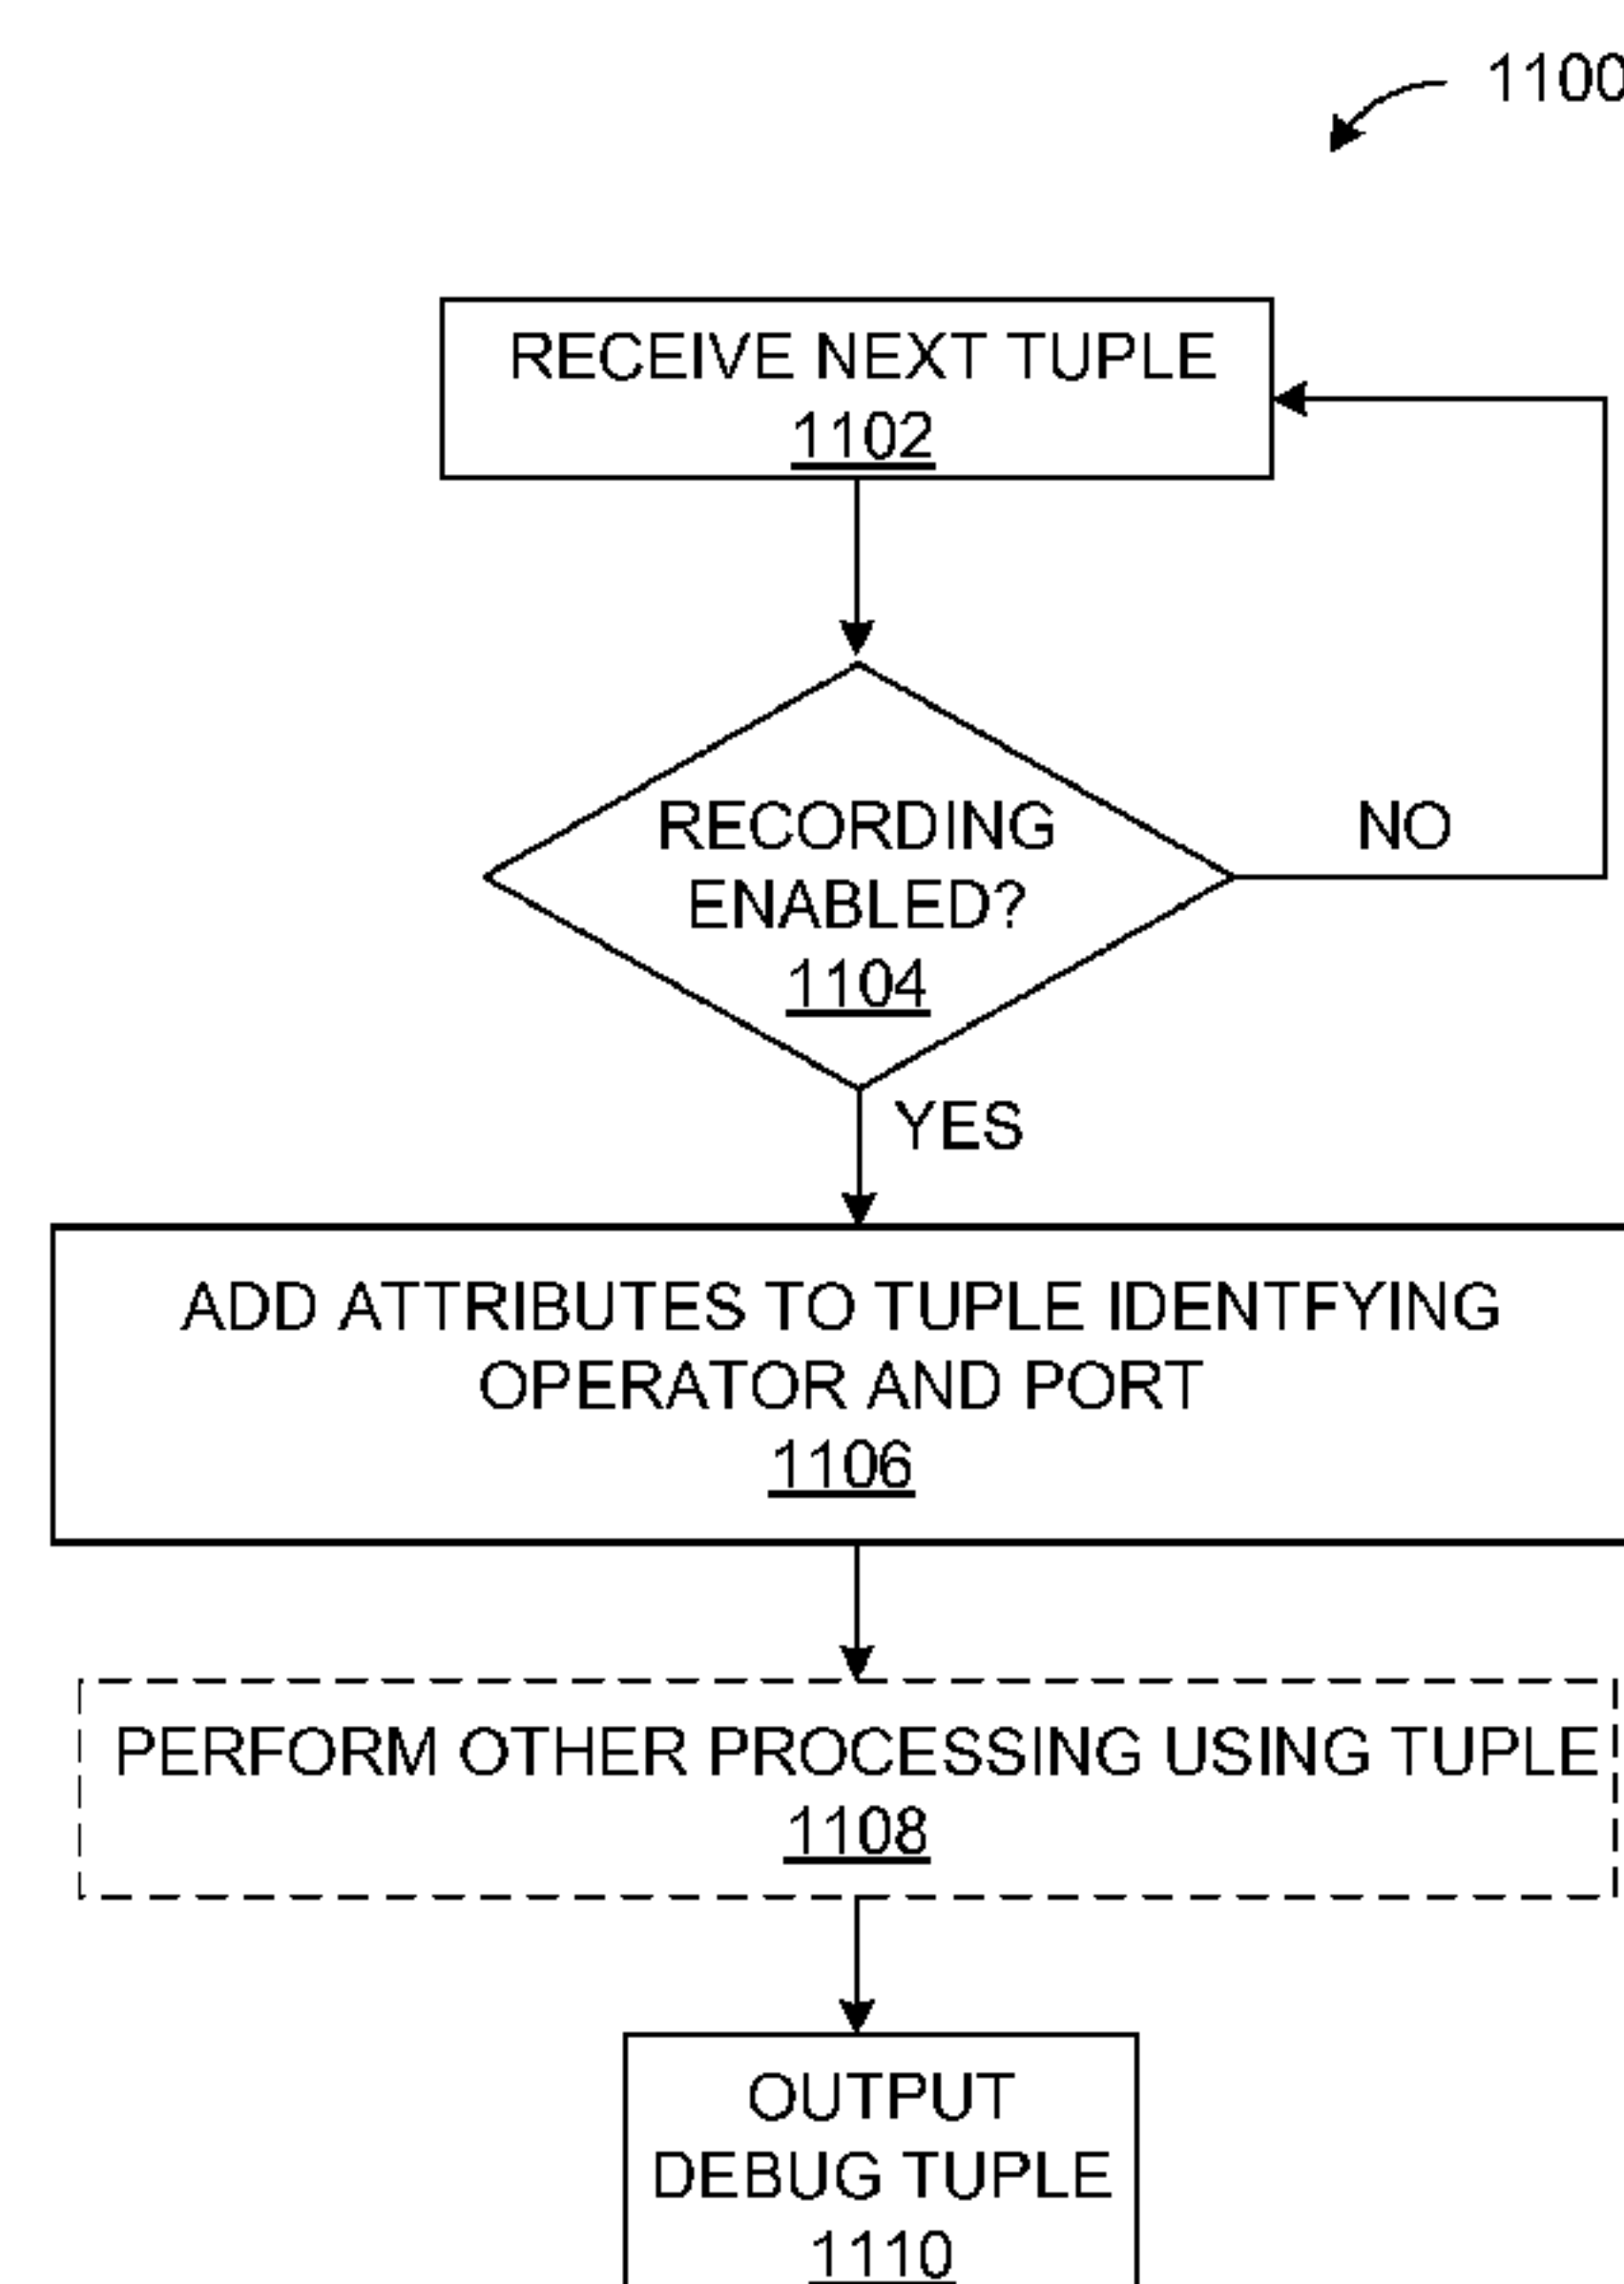 1100
RECEIVE NEXT TUPLE
1102
RECORDING
ENABLED?
1104
NO
YES
ADD ATTRIBUTES TO TUPLE IDENTFYING
OPERATOR AND PORT
1106
PERFORM OTHER PROCESSING USING TUPLE
1108
OUTPUT
DEBUG TUPLE
1110